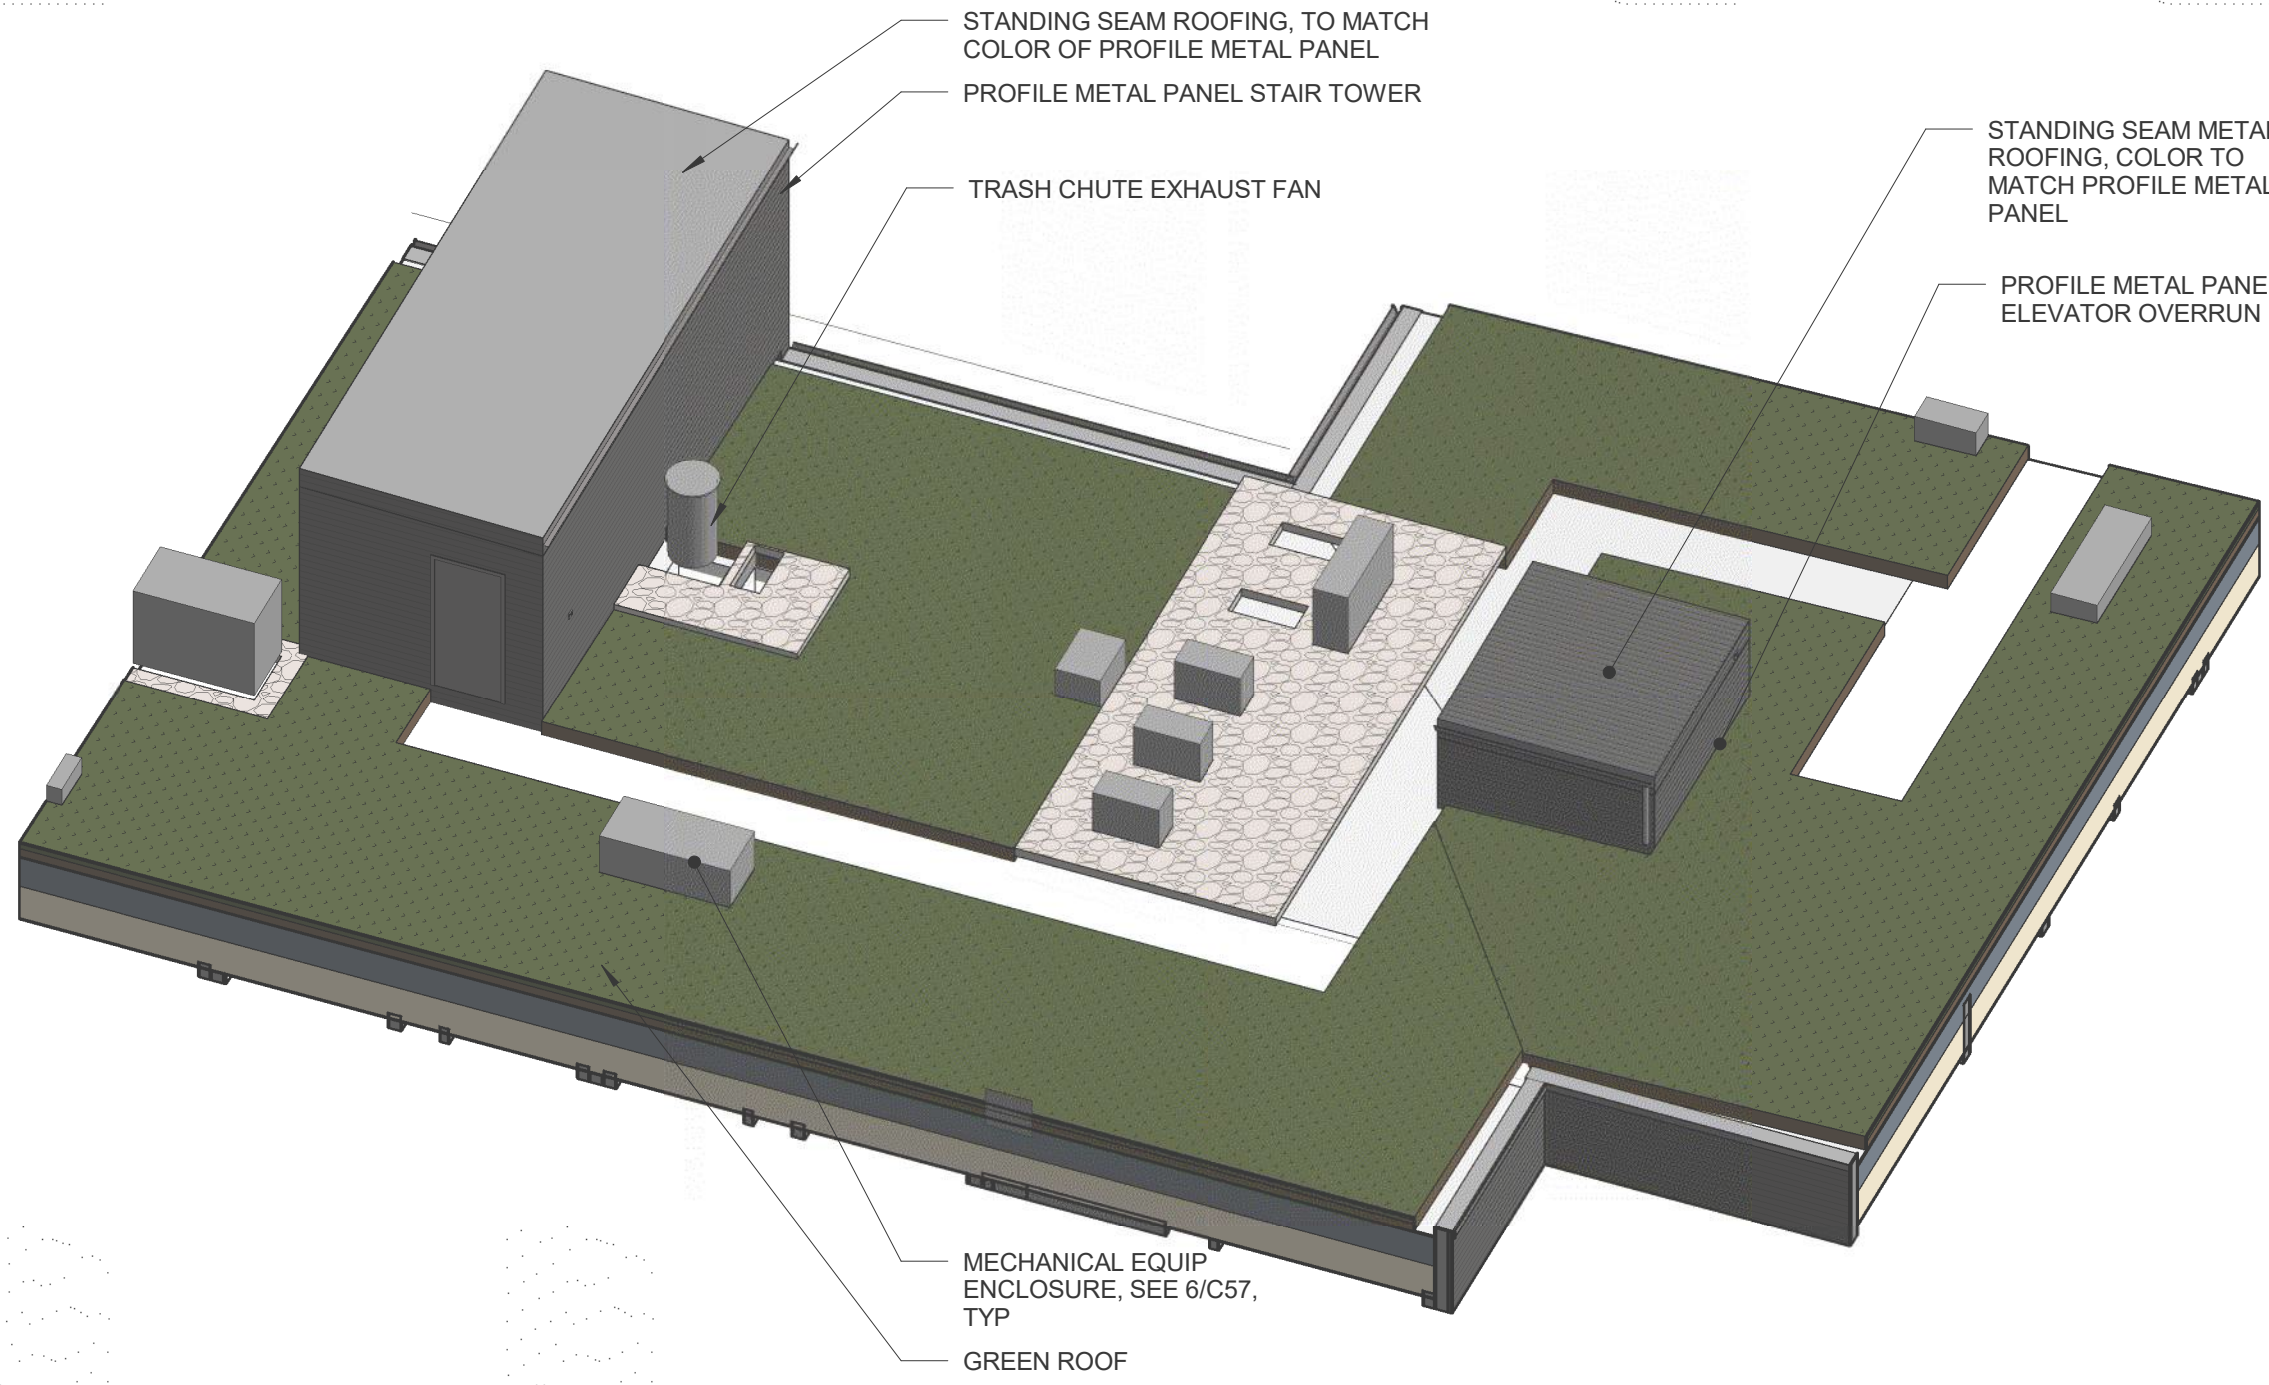 STANDING SEAM ROOFING, TO MATCH
COLOR OF PROFILE METAL PANEL
PROFILE METAL PANEL STAIR TOWER
TRASH CHUTE EXHAUST FAN
STANDING SEAM META
ROOFING, COLOR TO
MATCH PROFILE METAL
PANEL
PROFILE METAL PANE
ELEVATOR OVERRUN
MECHANICAL EQUIP
ENCLOSURE, SEE 6/C57,
TYP
GREEN ROOF